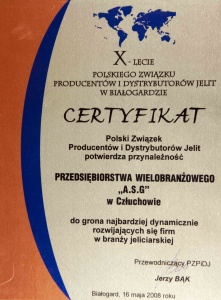 X - LECIE
POLSKIEGO ZWIĄZKU
PRODUCENTÓW I DYSTRYBUTORÓW JELIT
W BIAŁOGARDZIE
CERTYFIKAT
Polski Związek
Producentów i Dystrybutorów Jelit
potwierdza przynależność
PRZEDSIĘBIORSTWA WIELOBRANŻOWEGO
„A.S.G"
w Człuchowie
do grona najbardziej dynamicznie
rozwijających się firm
w branży jeliciarskiej
Przewodniczący PZPiDJ
Jerzy BĄK
Białogard, 16 maja 2008 roku